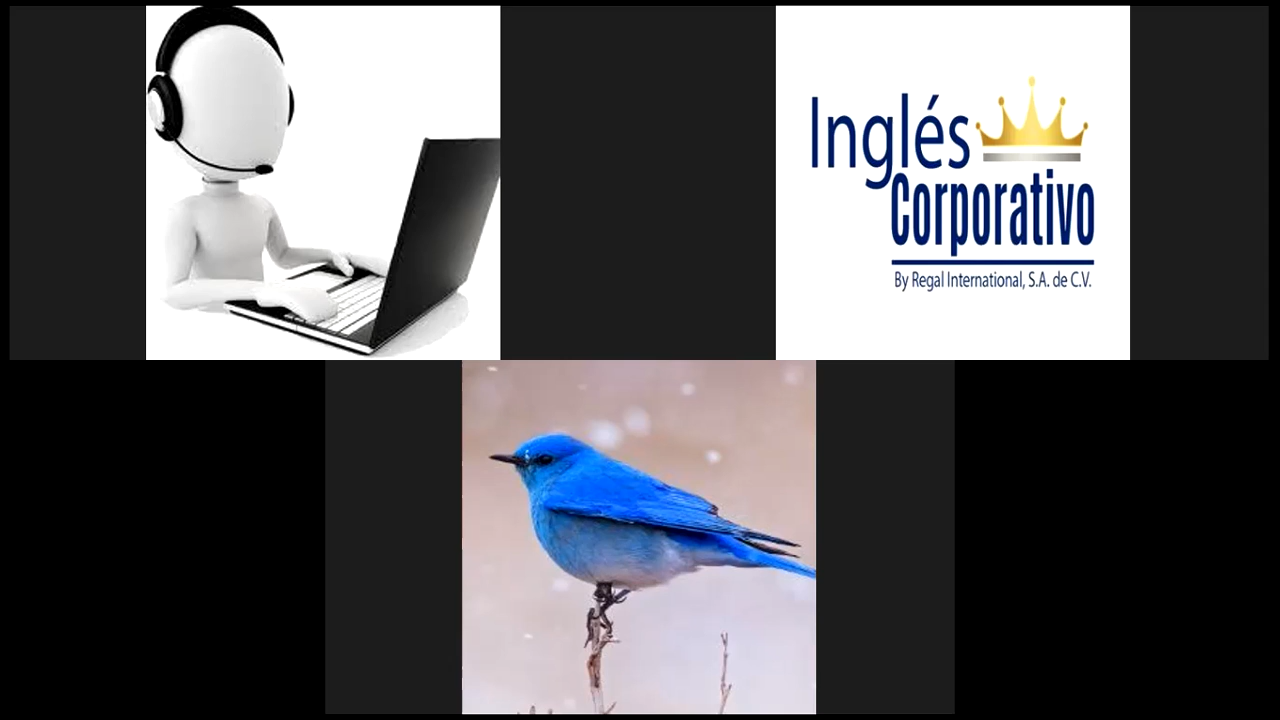 Inglés
Corporativo
By Regal International, S.A. de C.V.